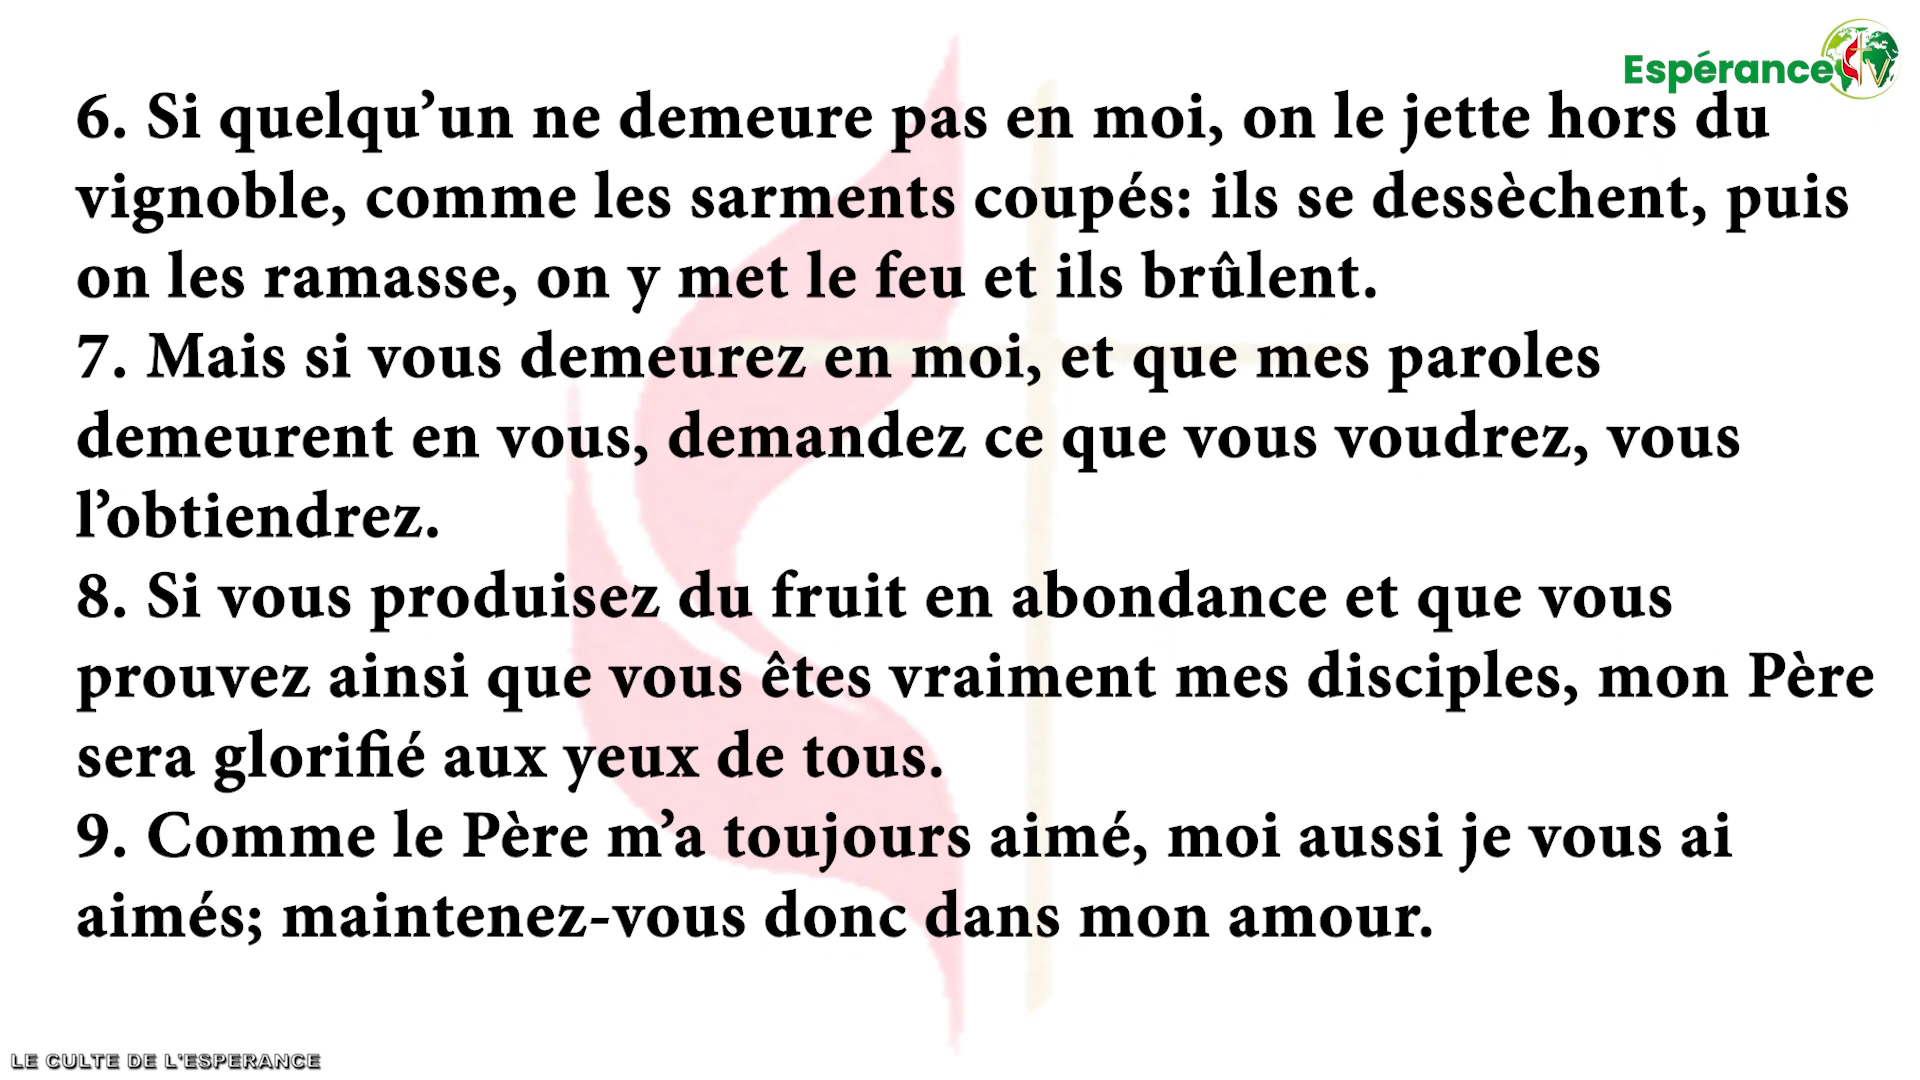 Espérance
6. Si quelqu’un ne demeure pas en moi, on le jette hors du
vignoble, comme les sarments coupés: ils se dessèchent, puis
on les ramasse, on y met le feu et ils brûlent.
7. Mais si vous demeurez en moi, et que mes paroles
demeurent en vous, demandez ce que vous voudrez, vous
l’obtiendrez.
8. Si vous produisez du fruit en abondance et que vous
prouvez ainsi que vous êtes vraiment mes disciples, mon Père
sera glorifié aux yeux de tous.
9. Comme le Père m’a toujours aimé, moi aussi je vous ai
aimés; maintenez-vous donc dans mon amour.
LE CULTE DE L'ESPERANCE